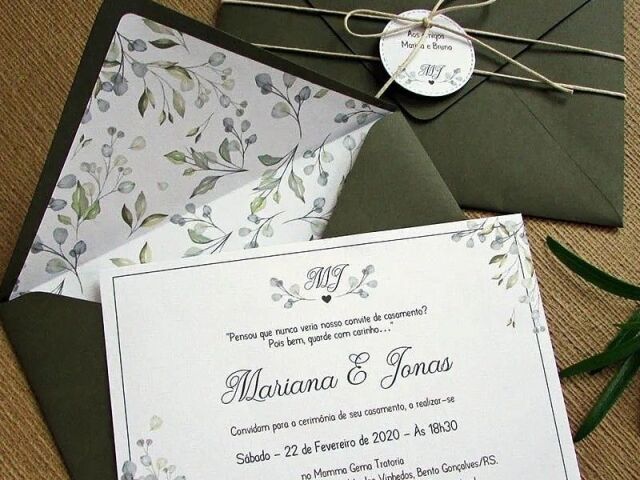 Aos Amigos
Marina e Bruno
MJ
MJ
"Pensou que nunca veria nosso convite de casamento?
Pois bem, guarde com carinho..."
Mariana E Jonas
Convidam para a cerimônia de seu casamento, a realizar-se
Sábado - 22 de Fevereiro de 2020 - Às 18h30
no Mamma Gema Tratoria
dos Vinhedos, Bento Gonçalves/RS.